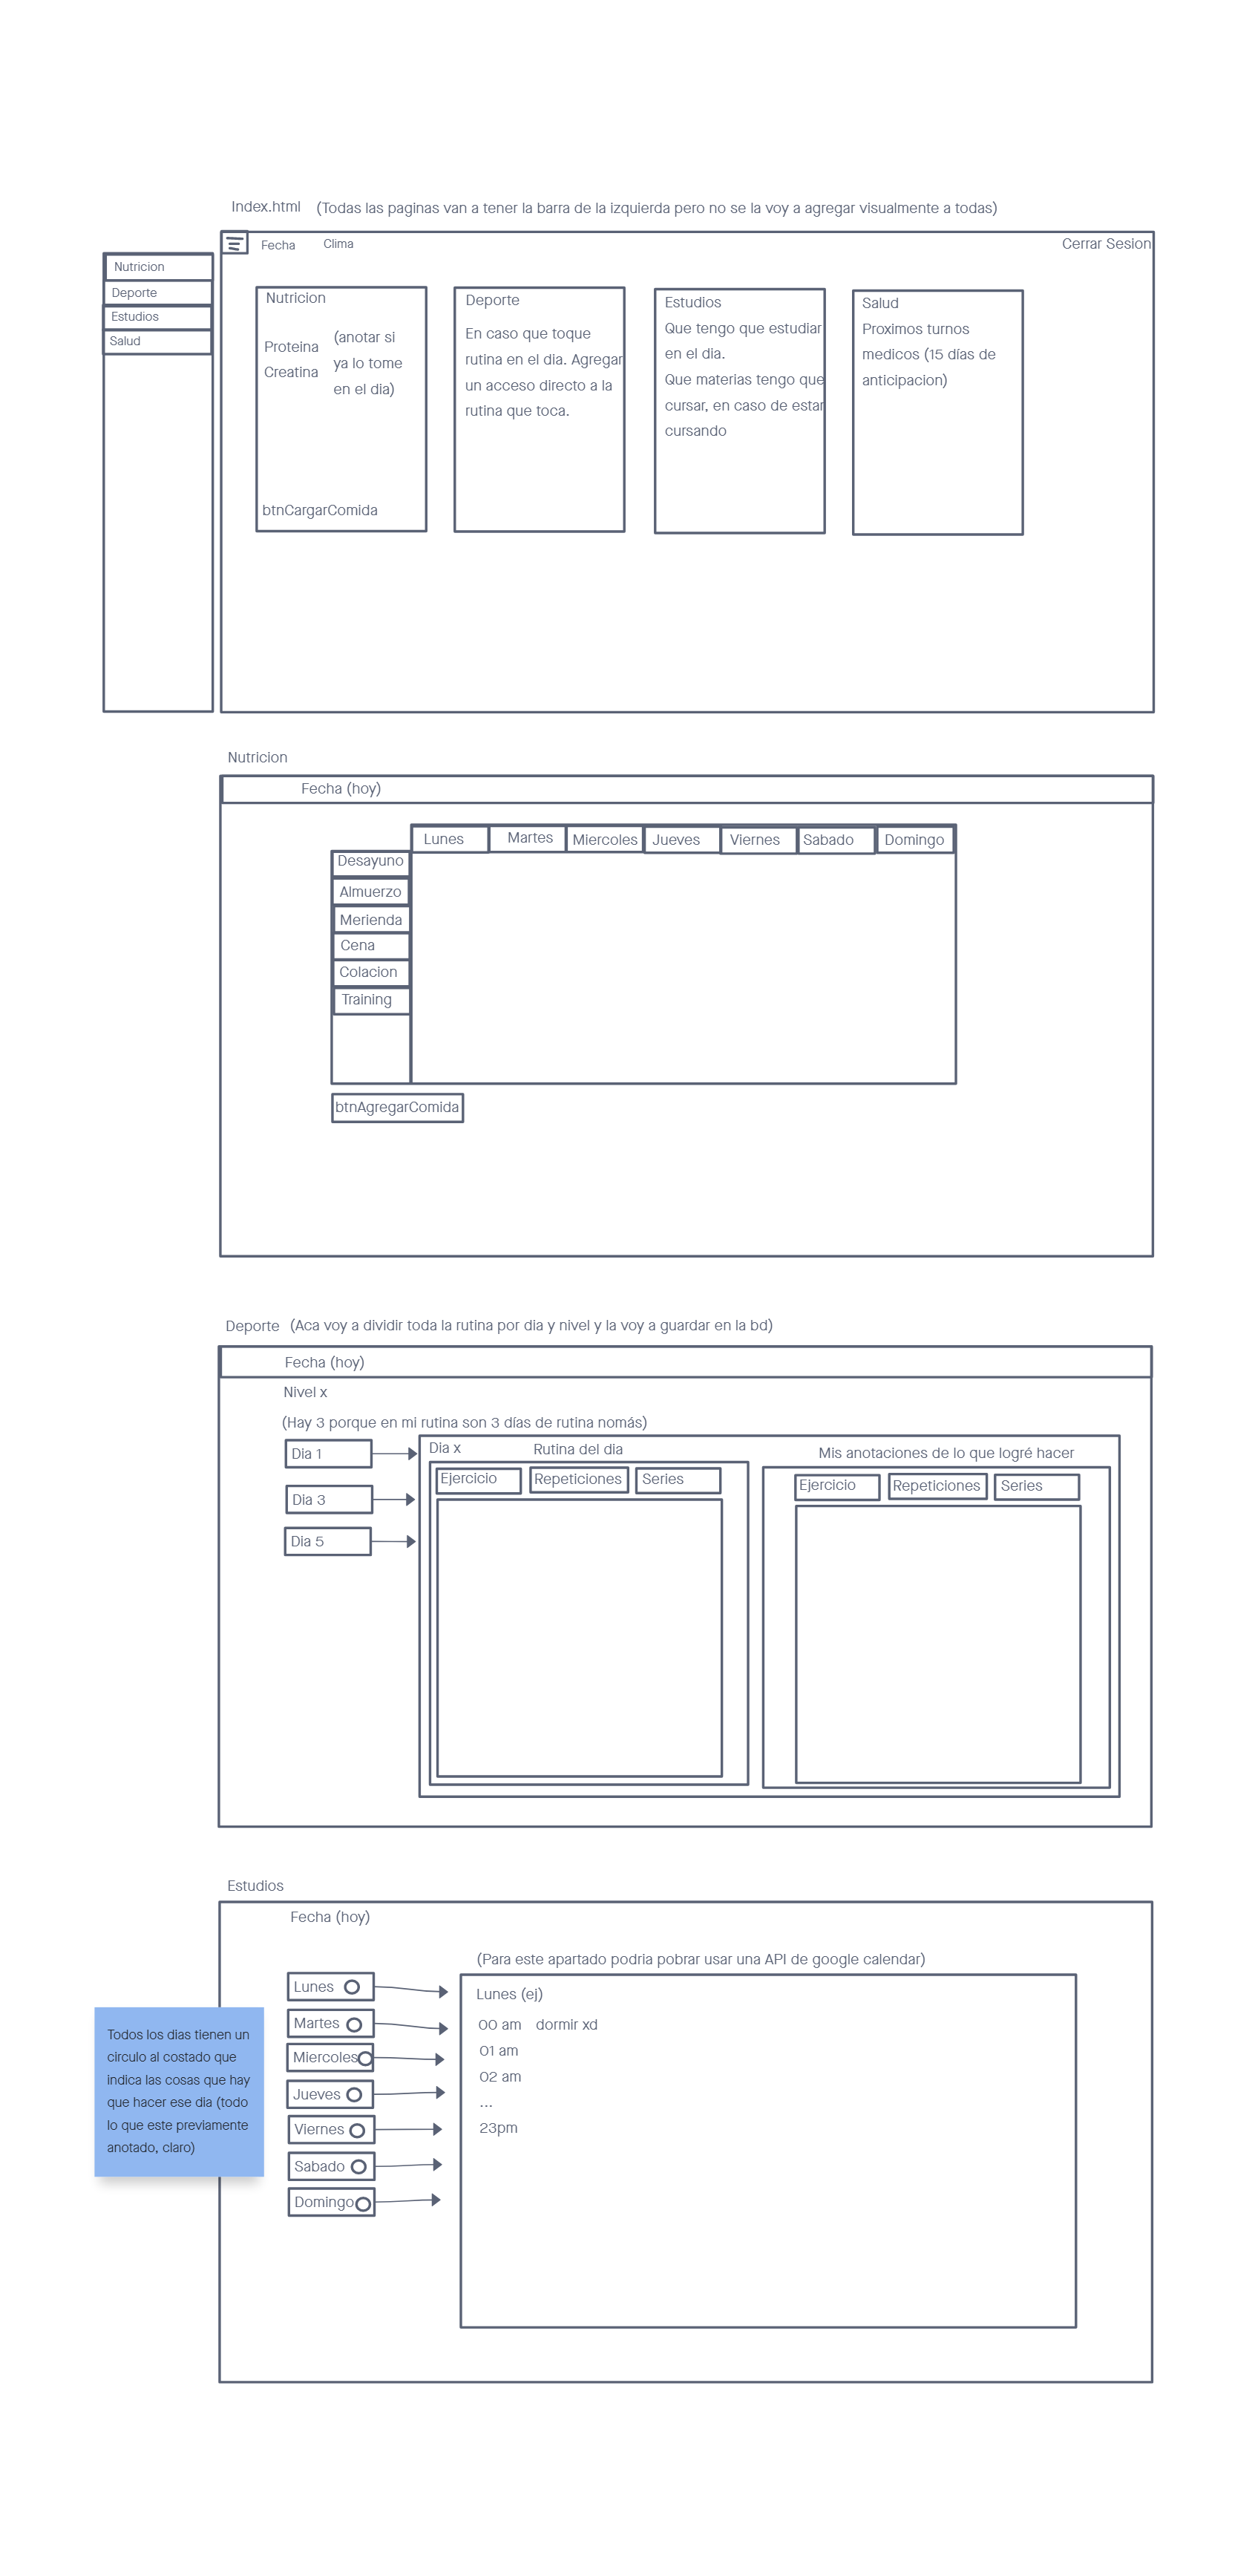 Index.html (Todas las paginas van a tener la barra de la izquierda pero no se la voy a agregar visualmente a todas)
Fecha Clima Cerrar Sesion
Nutricion
Deporte
Estudios
Salud
Nutricion
Proteina
Creatina
(anotar si
ya lo tome
en el dia)
btnCargarComida
Deporte
En caso que toque
rutina en el dia. Agregar
un acceso directo a la
rutina que toca.
Estudios
Que tengo que estudiar
en el dia.
Que materias tengo que
cursar, en caso de estar
cursando
Salud
Proximos turnos
medicos (15 días de
anticipacion)
Nutricion
Fecha (hoy)
Lunes Martes Miercoles Jueves Viernes Sabado Domingo
Desayuno
Almuerzo
Merienda
Cena
Colacion
Training
btnAgregarComida
Deporte (Aca voy a dividir toda la rutina por dia y nivel y la voy a guardar en la bd)
Fecha (hoy)
Nivel x
(Hay 3 porque en mi rutina son 3 días de rutina nomás)
Dia 1
Dia 3
Dia 5
Dia x Rutina del dia
Ejercicio Repeticiones Series
Mis anotaciones de lo que logré hacer
Ejercicio Repeticiones Series
Estudios
Fecha (hoy)
(Para este apartado podria pobrar usar una API de google calendar)
Lunes
Martes
Miercoles
Jueves
Viernes
Sabado
Domingo
Lunes (ej)
00 am dormir xd
01 am
02 am
...
23pm
Todos los dias tienen un
circulo al costado que
indica las cosas que hay
que hacer ese dia (todo
lo que este previamente
anotado, claro)